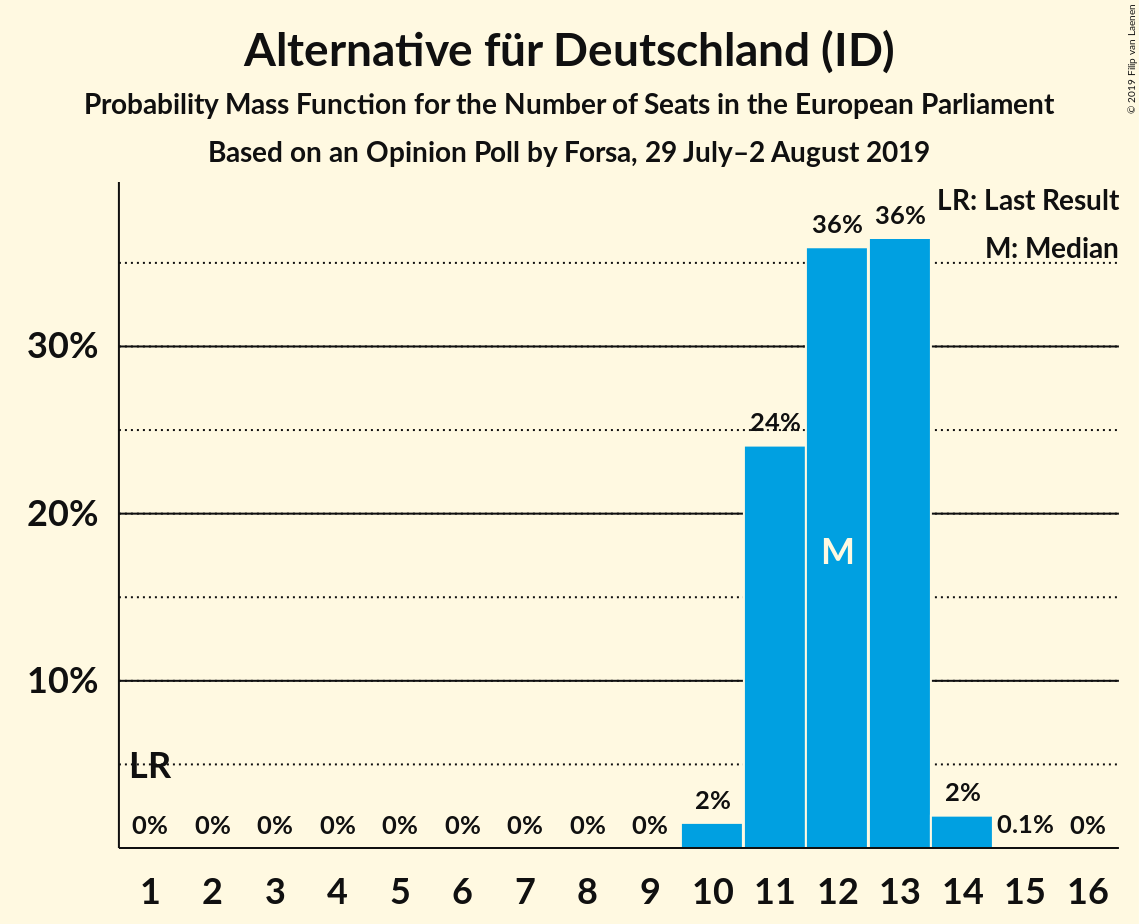 Alternative für Deutschland (ID)
Probability Mass Function for the Number of Seats in the European Parliament
Based on an Opinion Poll by Forsa, 29 July–2 August 2019
© 2019 Filip van Laenen
LR: Last Result
M: Median
36% 36%
30%
24%
20%
M
10%
LR
0% 0% 0% 0% 0% 0% 0% 0% 0% 2% 2% 0.1% 0%
1 2 3 4 5 6 7 8 9 10 11 12 13 14 15 16